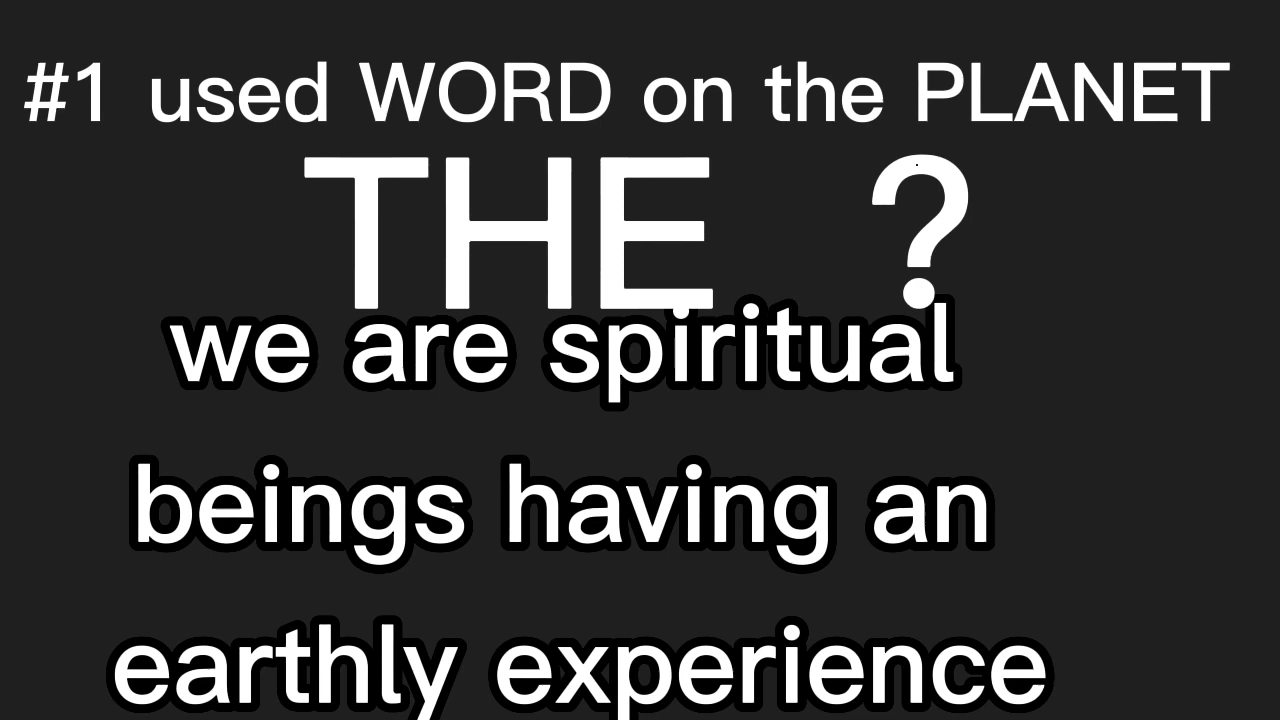 #1 used WORD on the PLANET
THE ?
we are spiritual
beings having an
earthly experience